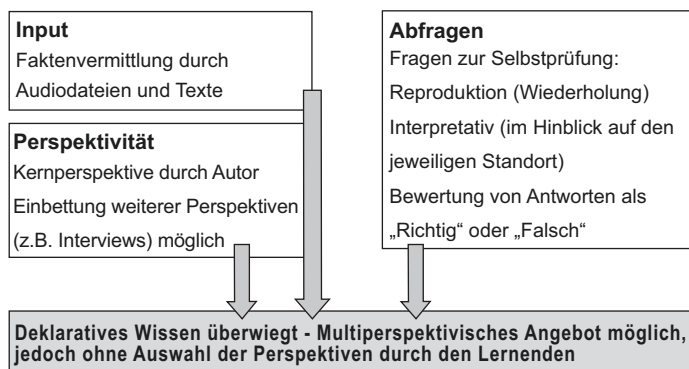 Input
Faktenvermittlung durch
Audiodateien und Texte
Perspektivität
Kernperspektive durch Autor
Einbettung weiterer Perspektiven
(z.B. Interviews) möglich
Abfragen
Fragen zur Selbstprüfung:
Reproduktion (Wiederholung)
Interpretativ (im Hinblick auf den
jeweiligen Standort)
Bewertung von Antworten als
„Richtig“ oder „Falsch“
Deklaratives Wissen überwiegt - Multiperspektivisches Angebot möglich,
jedoch ohne Auswahl der Perspektiven durch den Lernenden